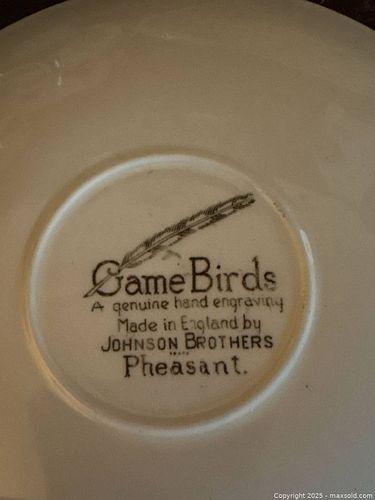 Game Birds
A genuine hand engraving
Made in England by
JOHNSON BROTHERS
Pheasant.
Copyright © 2025 - maxsold.com